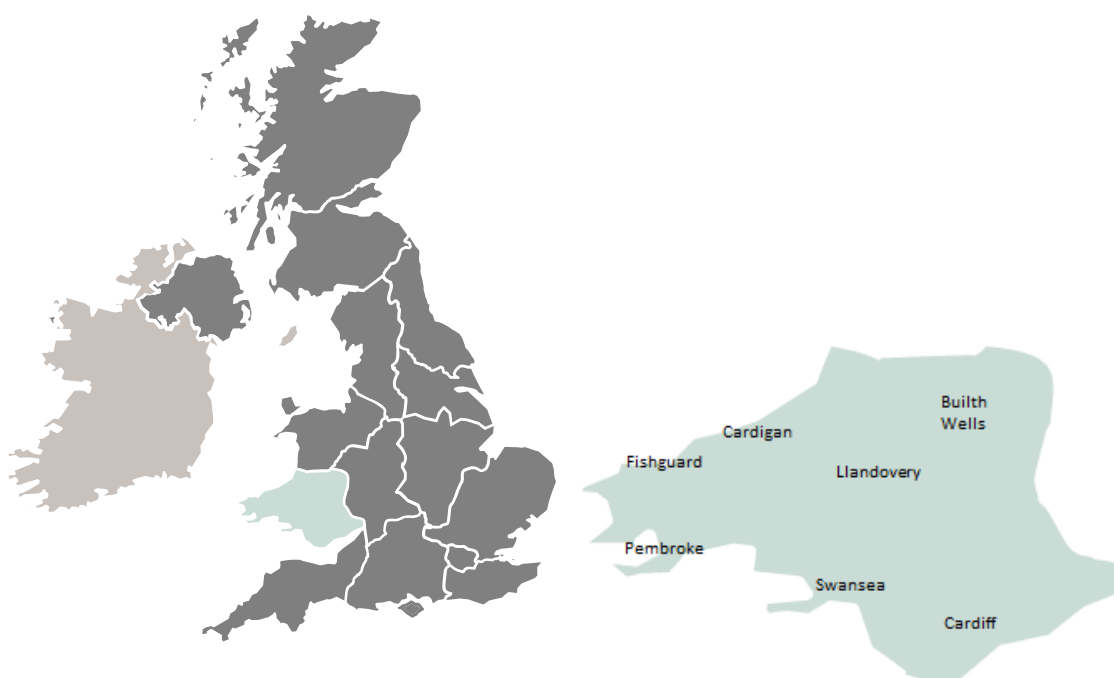 Builth
Wells
Cardigan
Fishguard
Llandovery
Pembroke
Swansea
Cardiff